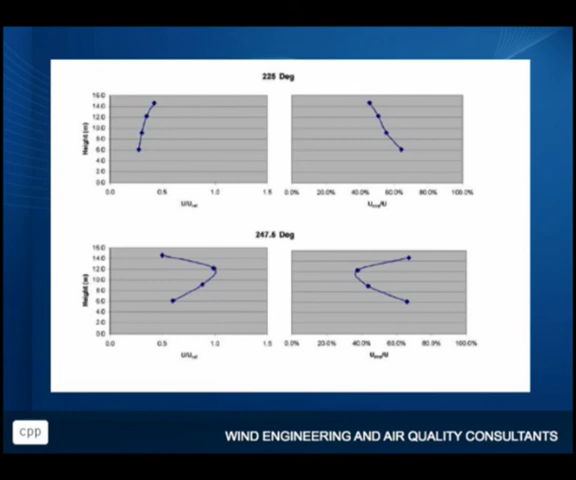 225 Deg
16.0
14.0
12.0
10.0
8.0
6.0
4.0
2.0
0.0
Height (m)
0.0 0.5 1.0 1.5
U/Uref
0.0% 20.0% 40.0% 60.0% 80.0% 100.0%
Urms/U
247.5 Deg
16.0
14.0
12.0
10.0
8.0
6.0
4.0
2.0
0.0
Height (m)
0.0 0.5 1.0 1.5
U/Uref
0.0% 20.0% 40.0% 60.0% 80.0% 100.0%
Urms/U
cpp
WIND ENGINEERING AND AIR QUALITY CONSULTANTS